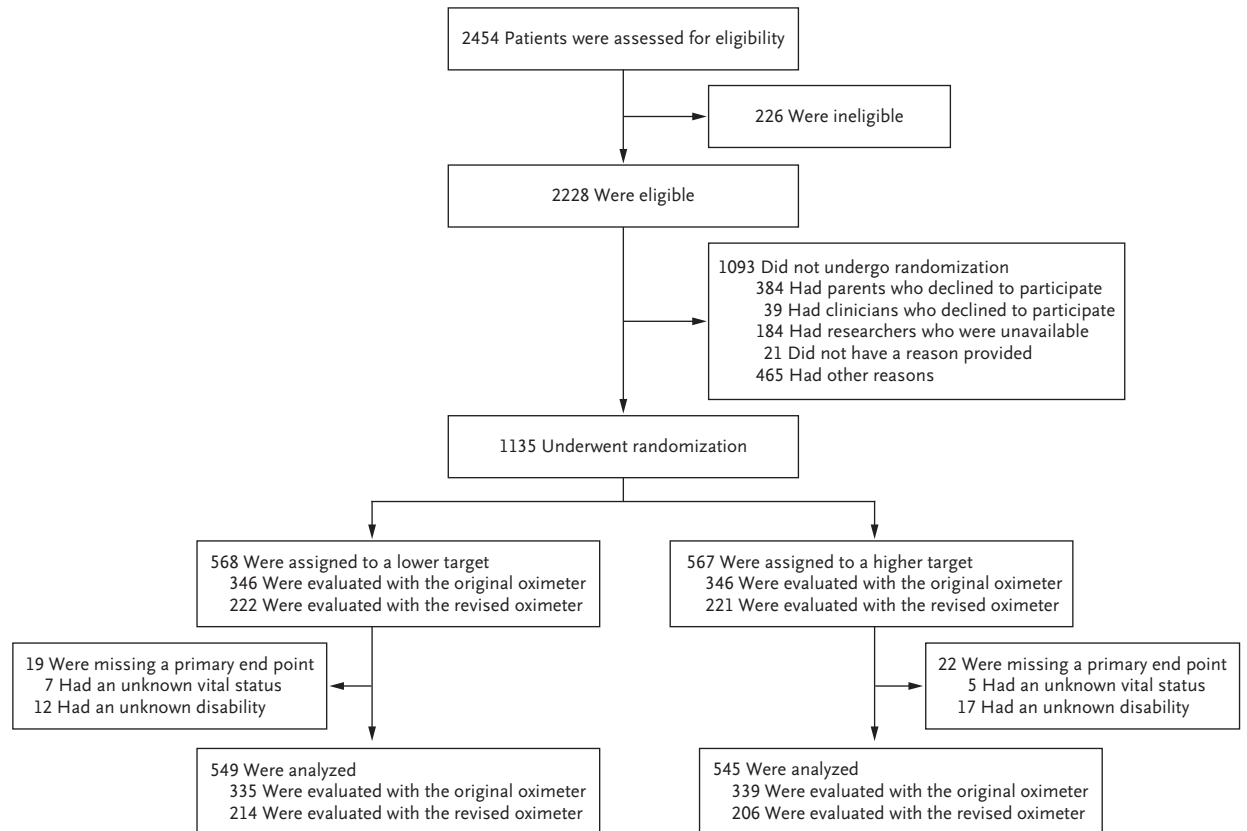 2454 Patients were assessed for eligibility
226 Were ineligible
2228 Were eligible
1093 Did not undergo randomization
384 Had parents who declined to participate
39 Had clinicians who declined to participate
184 Had researchers who were unavailable
21 Did not have a reason provided
465 Had other reasons
1135 Underwent randomization
568 Were assigned to a lower target
346 Were evaluated with the original oximeter
222 Were evaluated with the revised oximeter
567 Were assigned to a higher target
346 Were evaluated with the original oximeter
221 Were evaluated with the revised oximeter
19 Were missing a primary end point
7 Had an unknown vital status
12 Had an unknown disability
22 Were missing a primary end point
5 Had an unknown vital status
17 Had an unknown disability
549 Were analyzed
335 Were evaluated with the original oximeter
214 Were evaluated with the revised oximeter
545 Were analyzed
339 Were evaluated with the original oximeter
206 Were evaluated with the revised oximeter